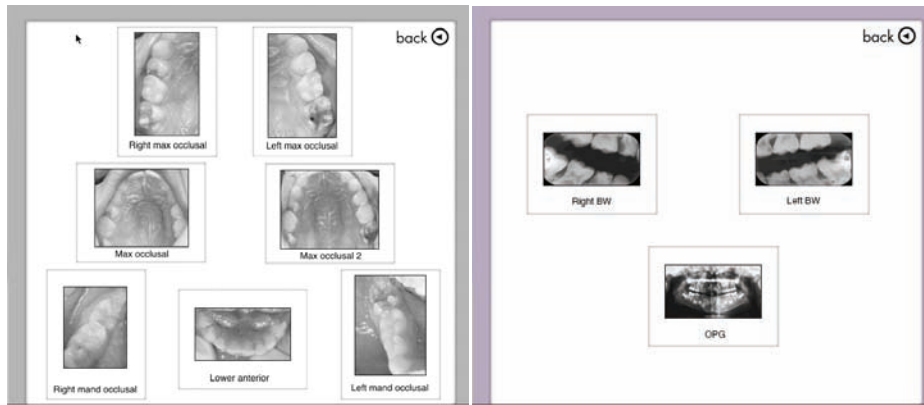 back
Right max occlusal
Left max occlusal
Max occlusal
Max occlusal 2
Right mand occlusal
Lower anterior
Left mand occlusal
back
Right BW
Left BW
OPG